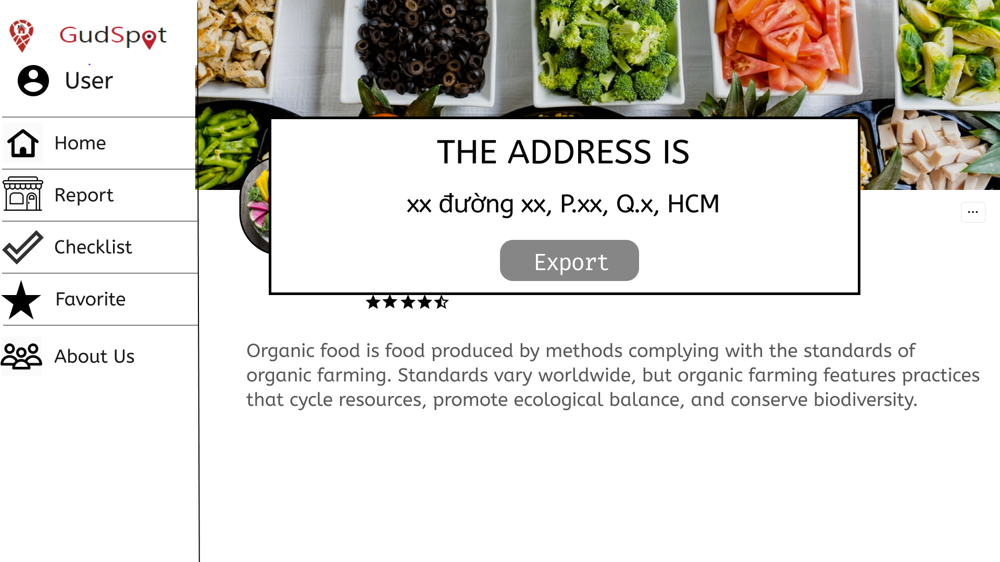 GudSpot
User
Home
Report
Checklist
Favorite
About Us
THE ADDRESS IS
xx đường xx, P.xx, Q.x, HCM
Export
...
Organic food is food produced by methods complying with the standards of
organic farming. Standards vary worldwide, but organic farming features practices
that cycle resources, promote ecological balance, and conserve biodiversity.